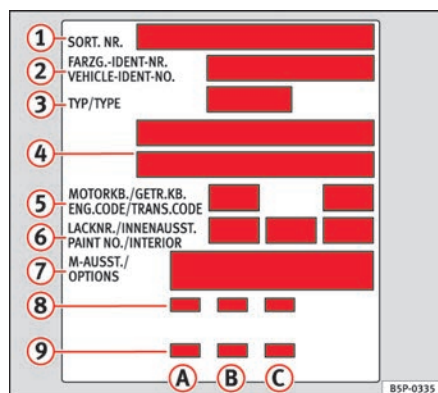 1 SORT. NR.
2 FARZG.-IDENT-NR.
VEHICLE-IDENT-NO.
3 TYP/TYPE
4
5 MOTORKB./GETR.KB.
ENG.CODE/TRANS.CODE
6 LACKNR./INNENAUSST.
PAINT NO./INTERIOR
7 M-AUSST./
OPTIONS
8
9
A B C
B5P-0335